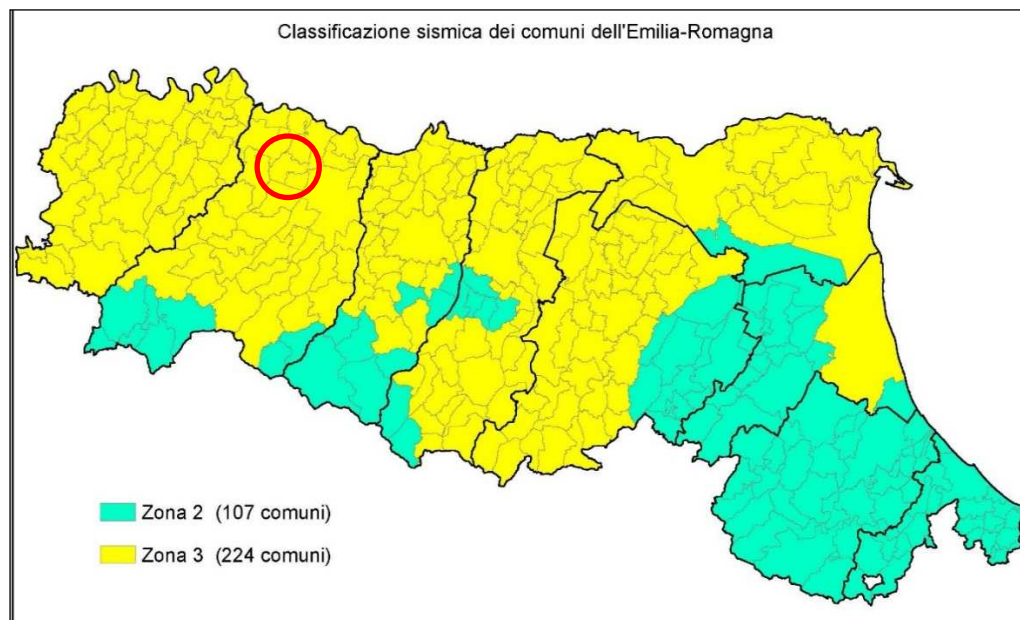 Classificazione sismica dei comuni dell'Emilia-Romagna
Zona 2 (107 comuni)
Zona 3 (224 comuni)